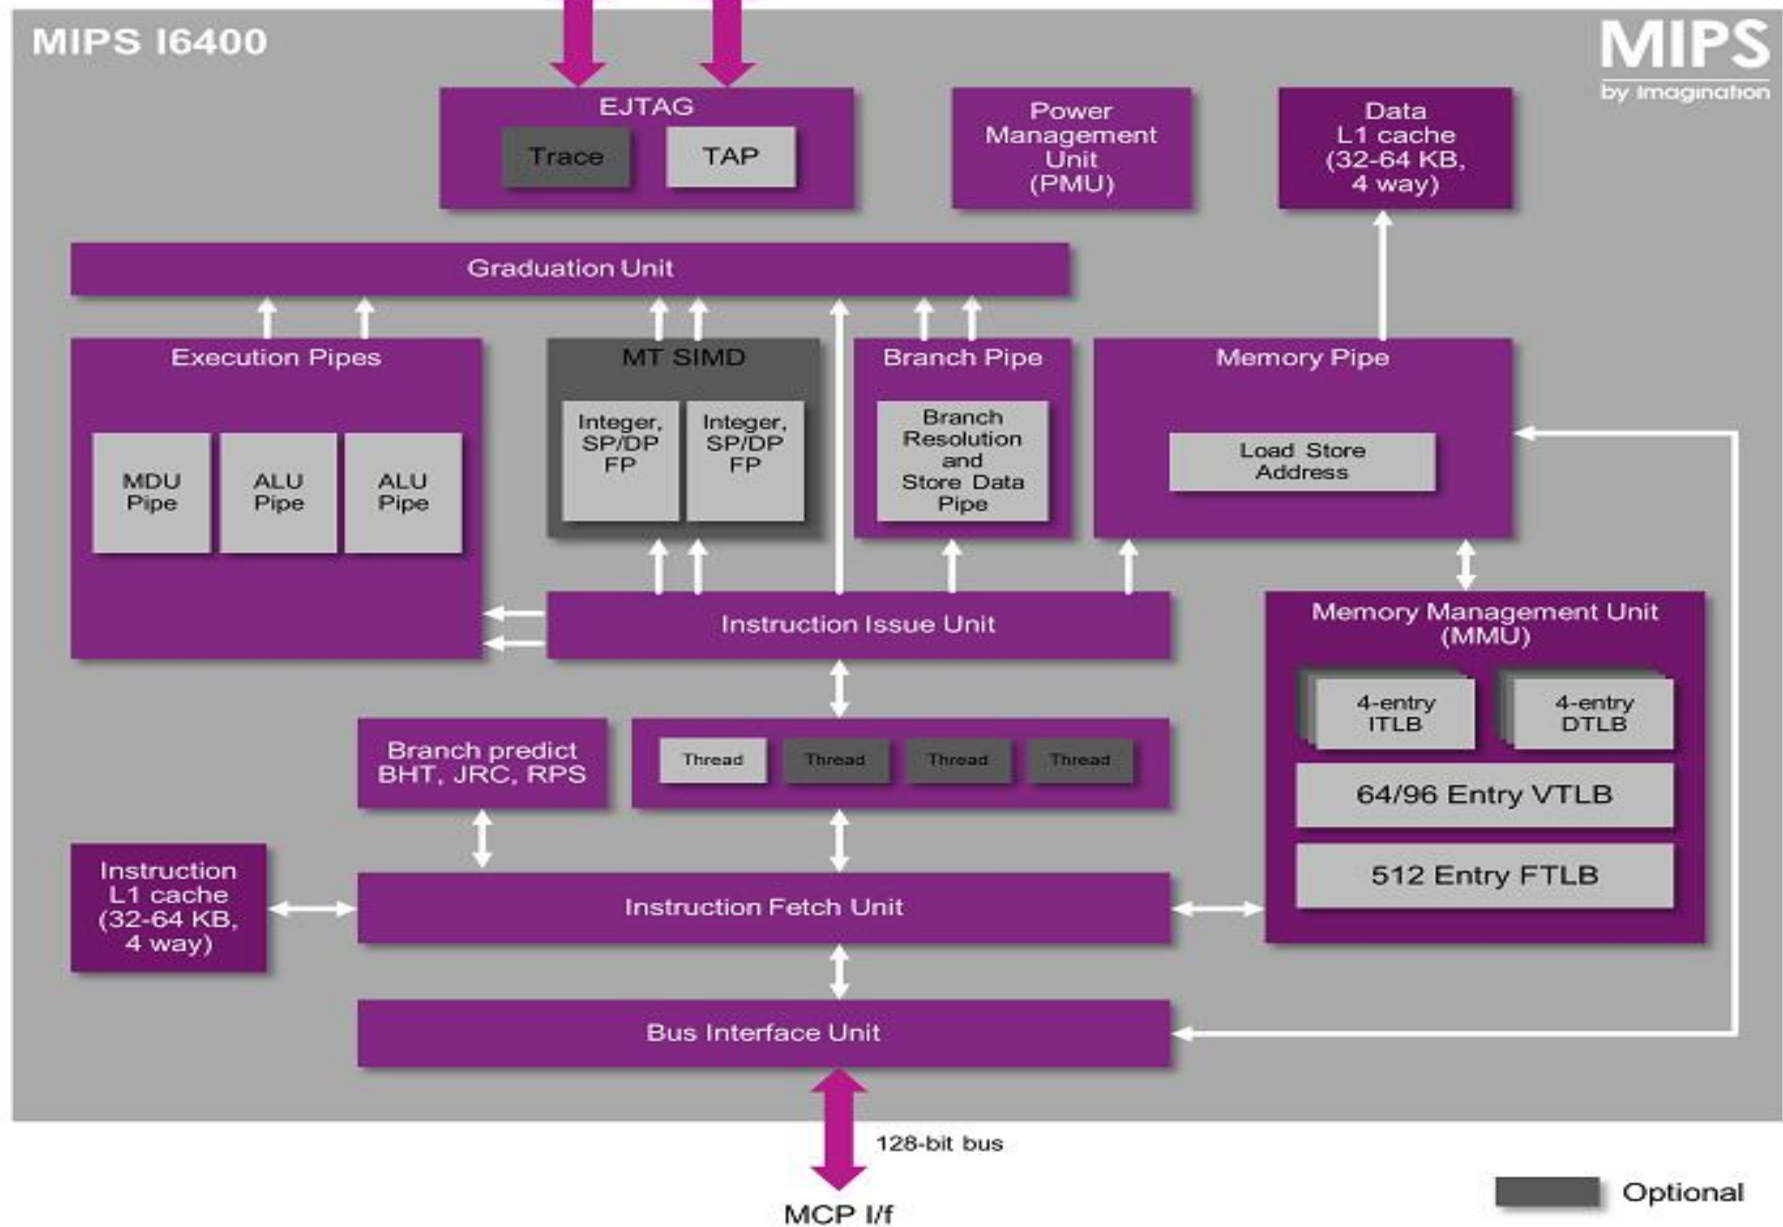 MIPS I6400
MIPS
by Imagination
EJTAG
Trace
TAP
Power
Management
Unit
(PMU)
Data
L1 cache
(32-64 KB,
4 way)
Graduation Unit
Execution Pipes
MDU
Pipe
ALU
Pipe
ALU
Pipe
MT SIMD
Integer,
SP/DP
FP
Integer,
SP/DP
FP
Branch Pipe
Branch
Resolution
and
Store Data
Pipe
Memory Pipe
Load Store
Address
Instruction Issue Unit
Memory Management Unit
(MMU)
4-entry
ITLB
4-entry
DTLB
64/96 Entry VTLB
512 Entry FTLB
Branch predict
BHT, JRC, RPS
Thread
Thread
Thread
Thread
Instruction
L1 cache
(32-64 KB,
4 way)
Instruction Fetch Unit
Bus Interface Unit
128-bit bus
MCP I/f
Optional